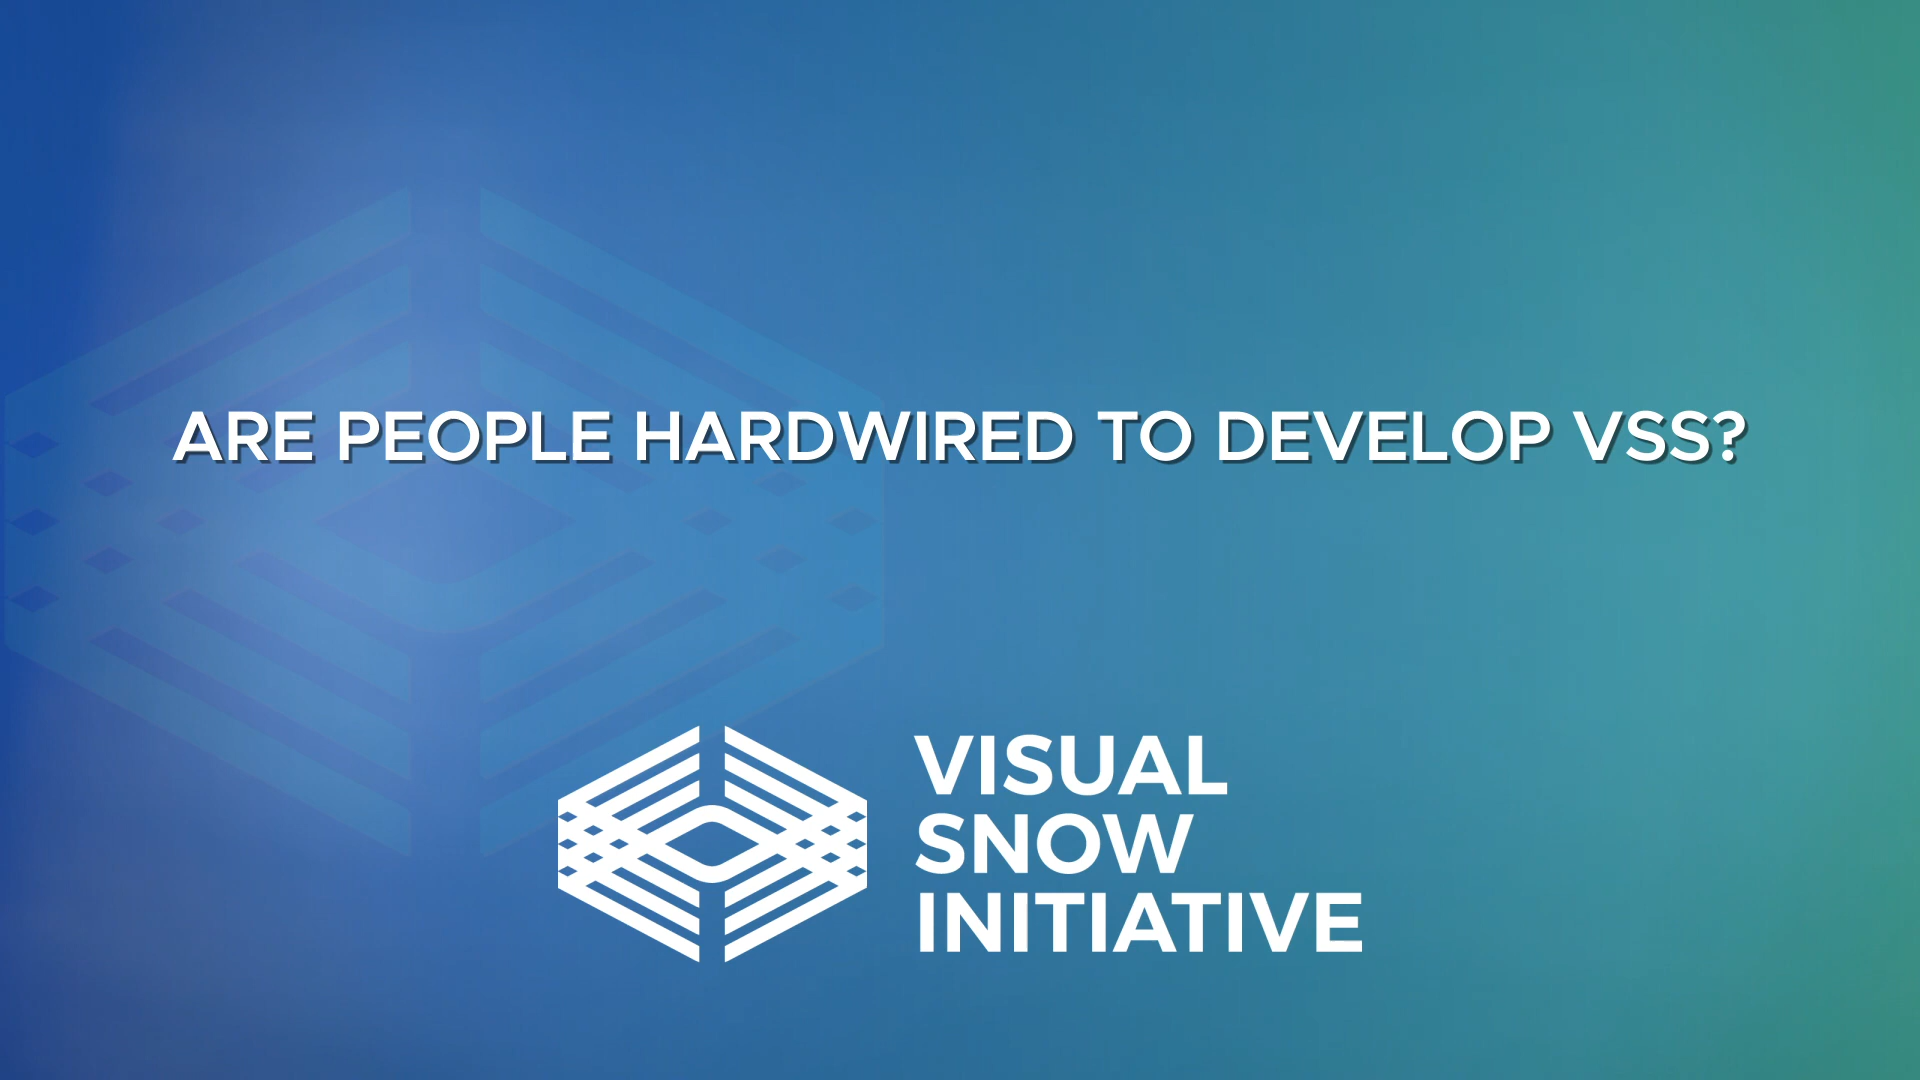 ARE PEOPLE HARDWIRED TO DEVELOP VSS?
VISUAL
SNOW
INITIATIVE